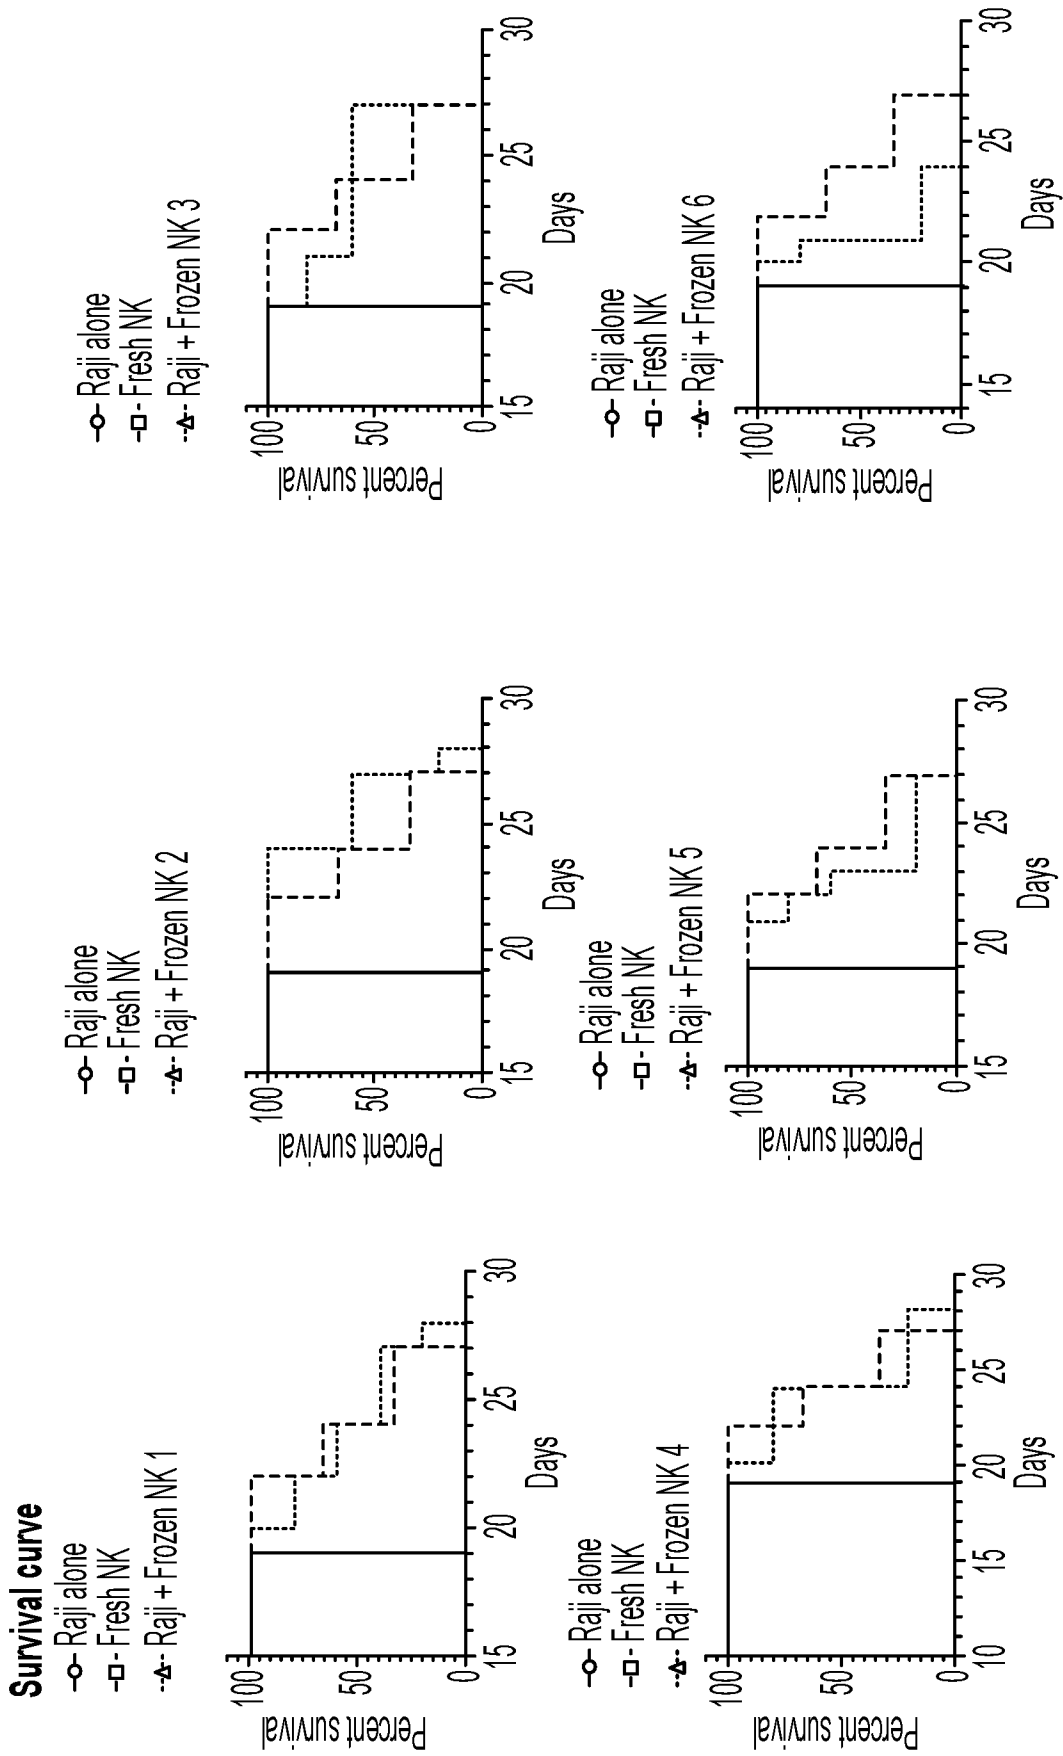 Survival curve
Raji alone
Fresh NK
Raji + Frozen NK 1
Percent survival
100
50
0
15
20
25
30
Days
Raji alone
Fresh NK
Raji + Frozen NK 2
Percent survival
100
50
0
15
20
25
30
Days
Raji alone
Fresh NK
Raji + Frozen NK 3
Percent survival
100
50
0
15
20
25
30
Days
Raji alone
Fresh NK
Raji + Frozen NK 4
Percent survival
100
50
0
10
15
20
25
30
Days
Raji alone
Fresh NK
Raji + Frozen NK 5
Percent survival
100
50
0
15
20
25
30
Days
Raji alone
Fresh NK
Raji + Frozen NK 6
Percent survival
100
50
0
15
20
25
30
Days